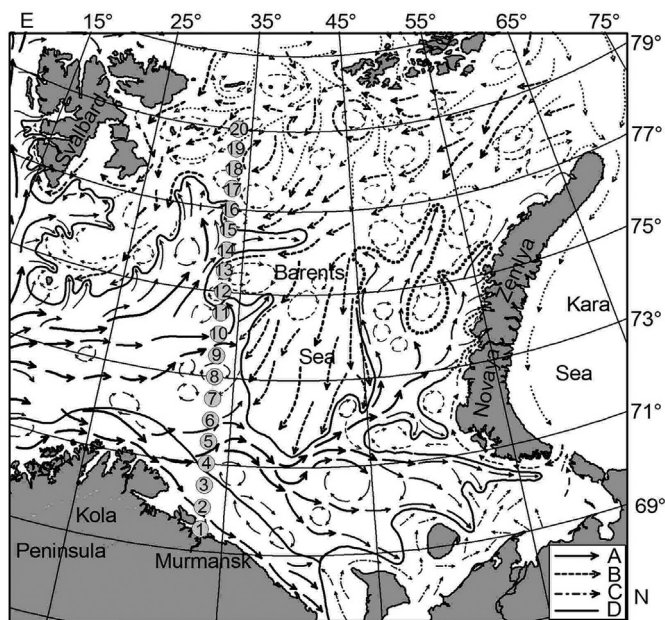 E 15° 25° 35° 45° 55° 65° 75°
79°
77°
75°
73°
71°
69°
N
Svalbard
20
19
18
17
16
15
14
13
12
11
10
9
8
7
6
5
4
3
2
1
Barents
Sea
Novaya Zemlya
Kara
Sea
Kola
Peninsula
Murmansk
A
B
C
D